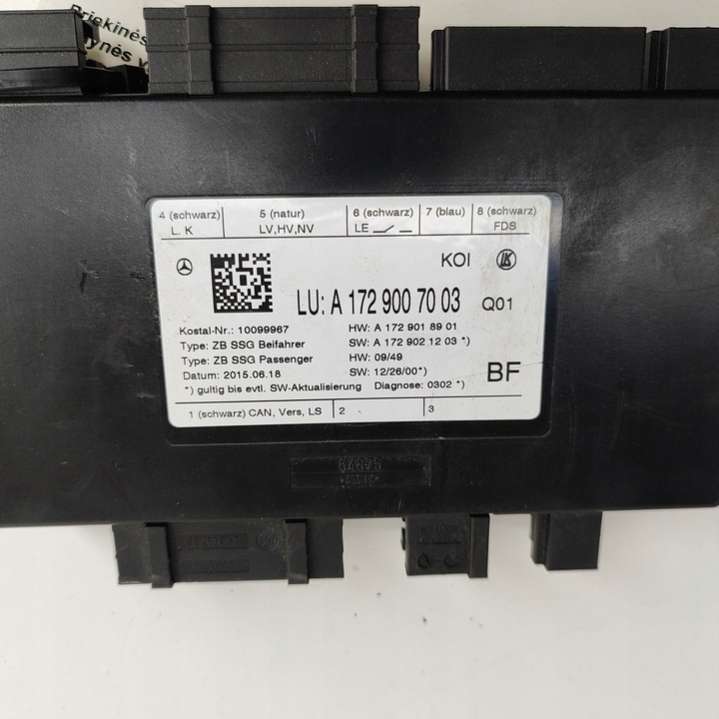 Briekinės
4 (schwarz) 5 (natur) 6 (schwarz) 7 (blau) 8 (schwarz)
L. K LV,HV,NV LE FDS
KOI
LU: A 172 900 70 03 Q01
Kostal-Nr.: 10099967 HW: A 172 901 89 01
Type: ZB SSG Beifahrer SW: A 172 902 12 03 *)
Type: ZB SSG Passenger HW: 09/49
Datum: 2015.06.18 SW: 12/26/00*)
*) gultig bis evtl. SW-Aktualisierung Diagnose: 0302 *)
BF
1 (schwarz) CAN, Vers, LS 2 3